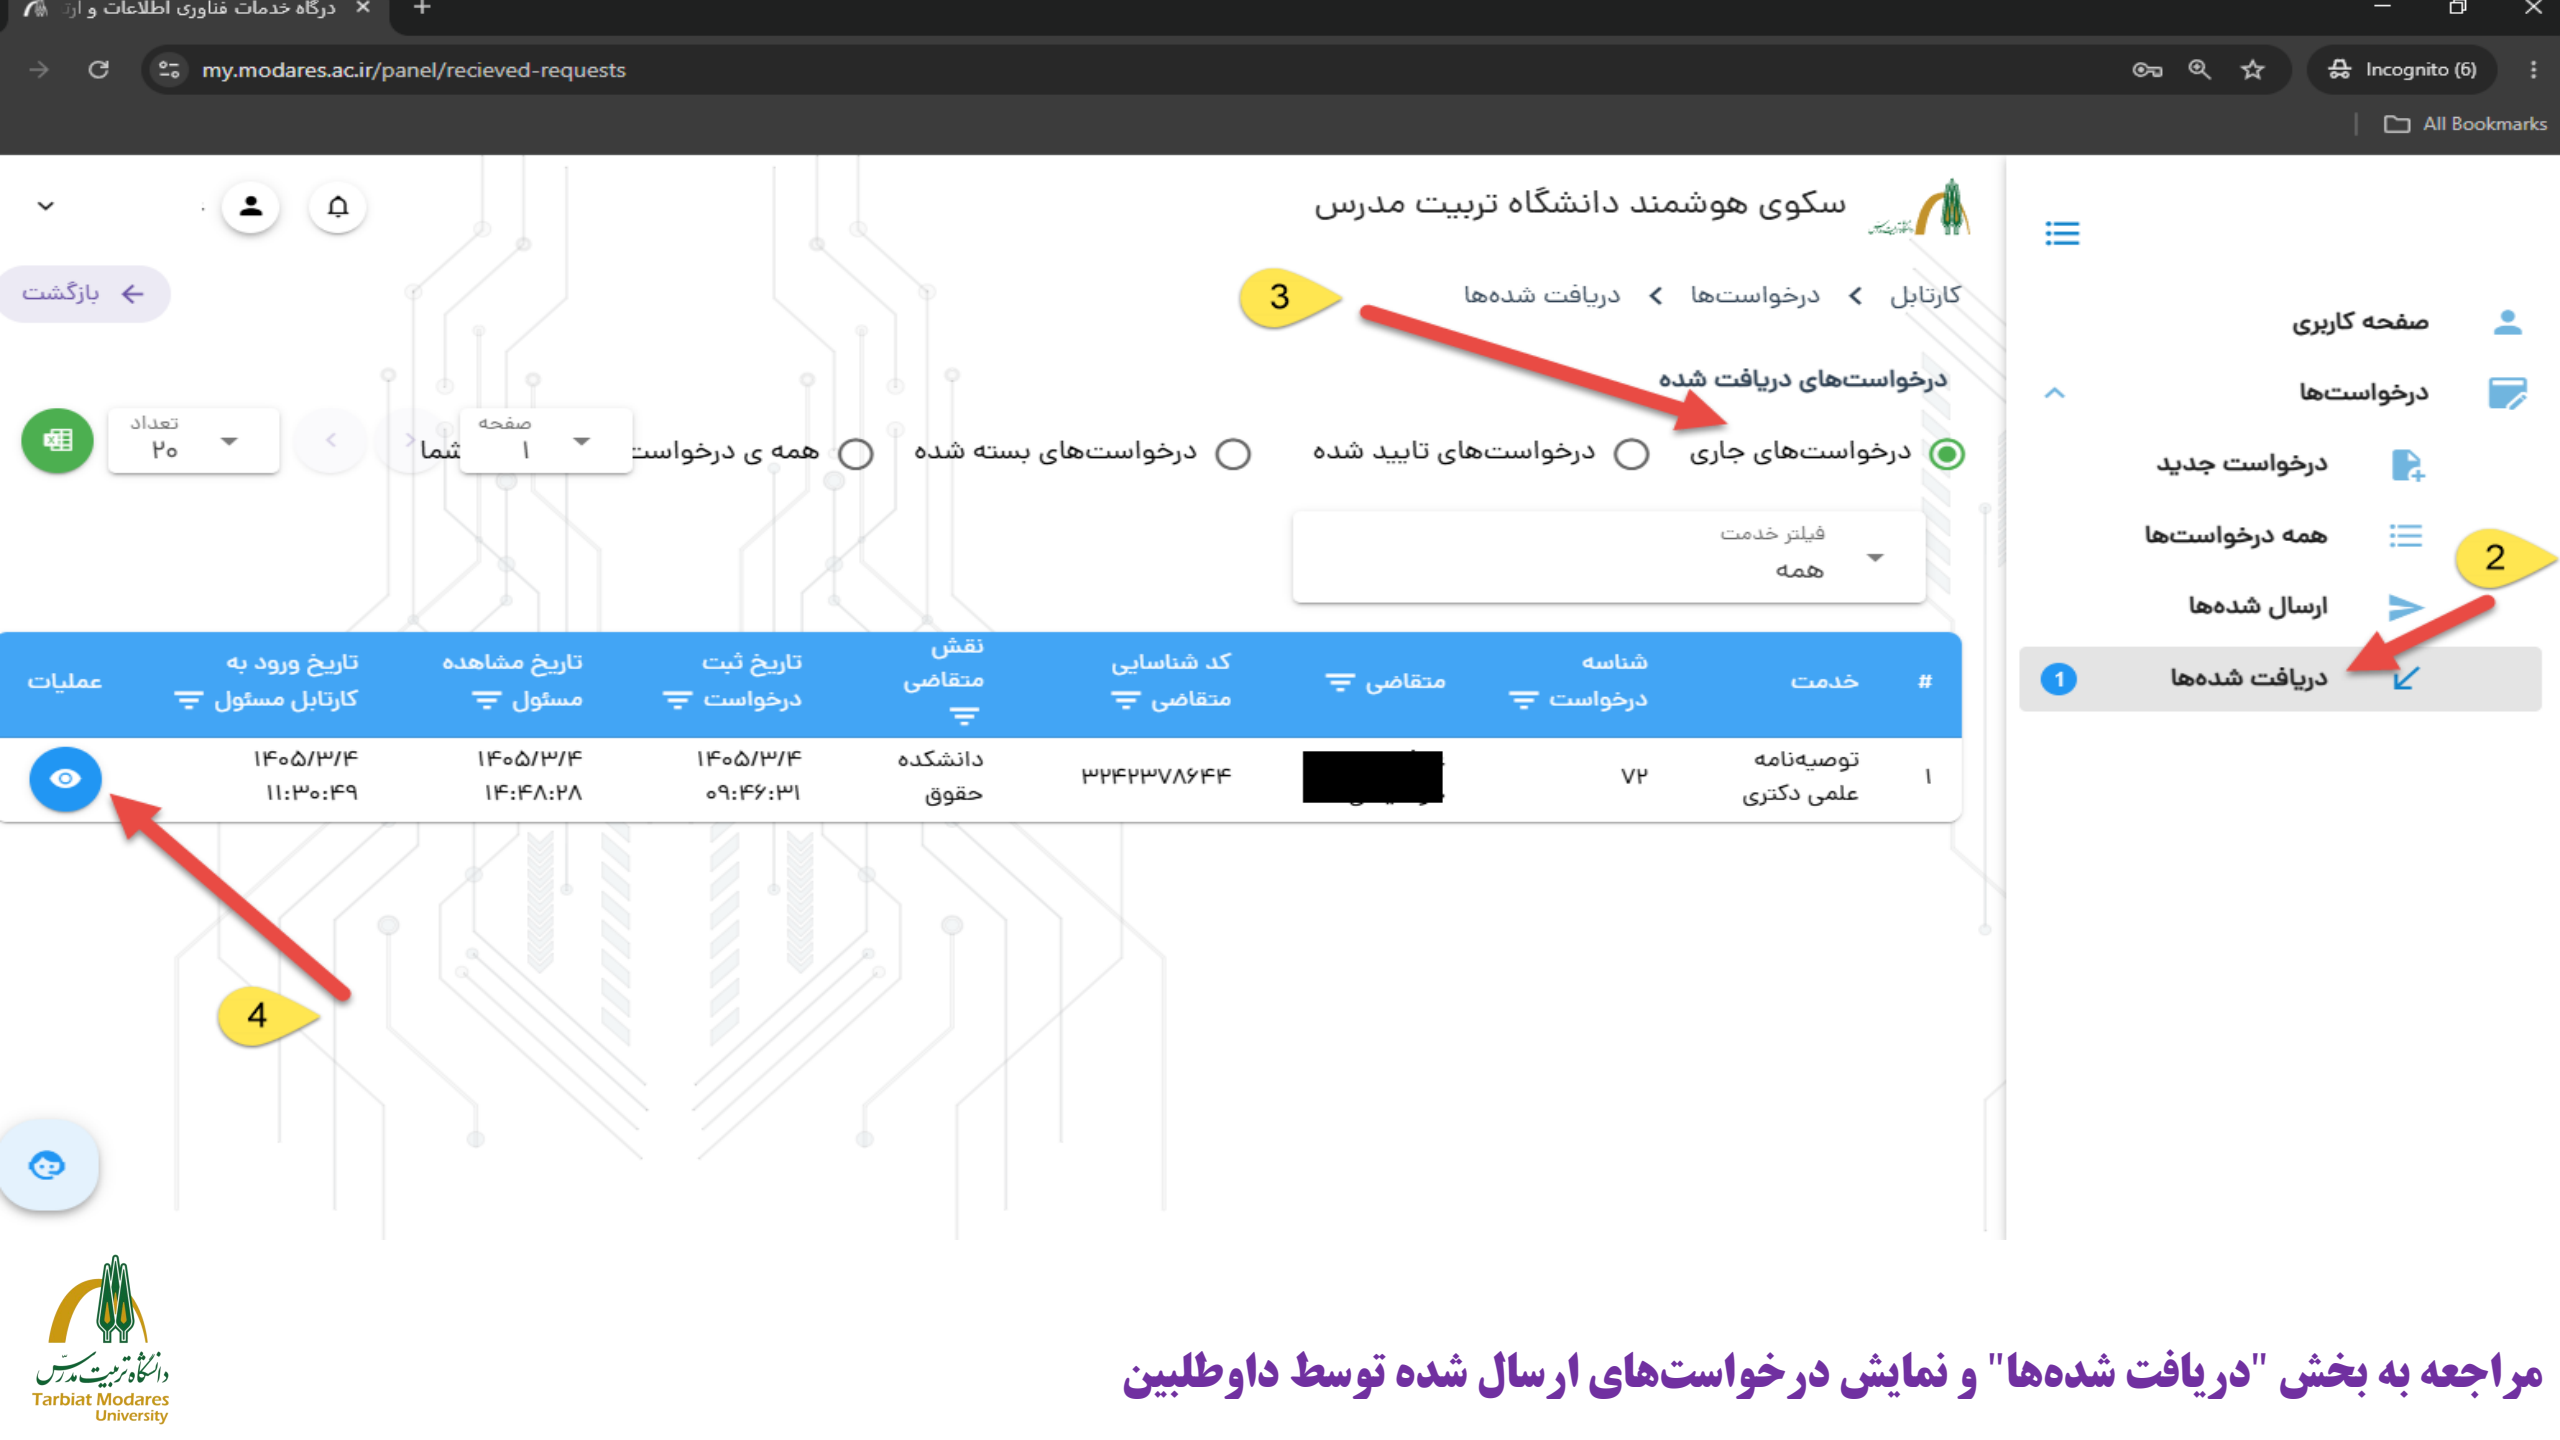 درگاه خدمات فناوری اطلاعات و ارت
my.modares.ac.ir/panel/recieved-requests
Incognito (6)
All Bookmarks
سکوی هوشمند دانشگاه تربیت مدرس
بازگشت
کارتابل
درخواست‌ها
دریافت شده‌ها
3
صفحه کاربری
درخواست‌ها
درخواست جدید
همه درخواست‌ها
ارسال شده‌ها
دریافت شده‌ها
1
2
درخواست‌های دریافت شده
درخواست‌های جاری
درخواست‌های تایید شده
درخواست‌های بسته شده
همه ی درخواست
شما
صفحه
۱
تعداد
۲۰
فیلتر خدمت
همه
#
خدمت
شناسه درخواست
متقاضی
کد شناسایی متقاضی
نقش متقاضی
تاریخ ثبت درخواست
تاریخ مشاهده مسئول
تاریخ ورود به کارتابل مسئول
عملیات
۱
توصیه‌نامه علمی دکتری
۷۲
۳۲۴۲۳۷۸۶۴۴
دانشکده حقوق
۱۴۰۵/۳/۴ ۰۹:۴۶:۳۱
۱۴۰۵/۳/۴ ۱۴:۴۸:۲۸
۱۴۰۵/۳/۴ ۱۱:۳۰:۴۹
4
دانشگاه تربیت مدرس
Tarbiat Modares
University
مراجعه به بخش "دریافت شده‌ها" و نمایش درخواست‌های ارسال شده توسط داوطلبین